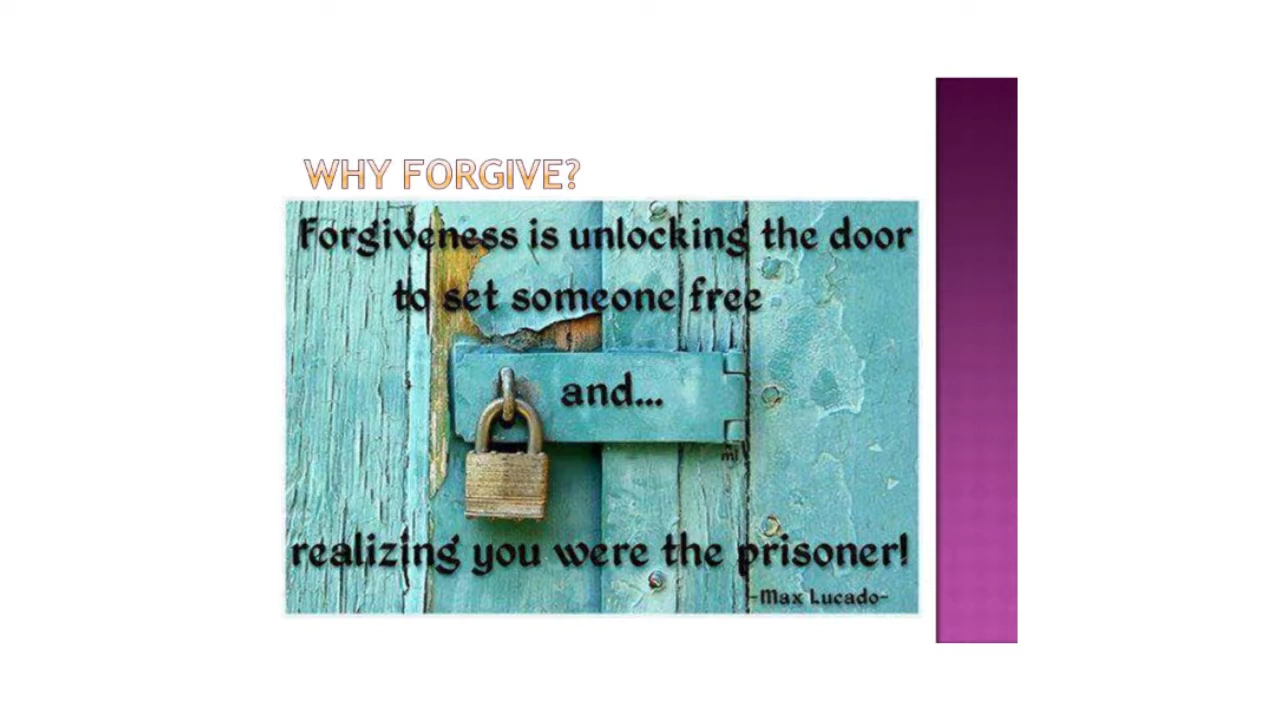 WHY FORGIVE?
Forgiveness is unlocking the door
to set someone free
and...
realizing you were the prisoner!
-Max Lucado-